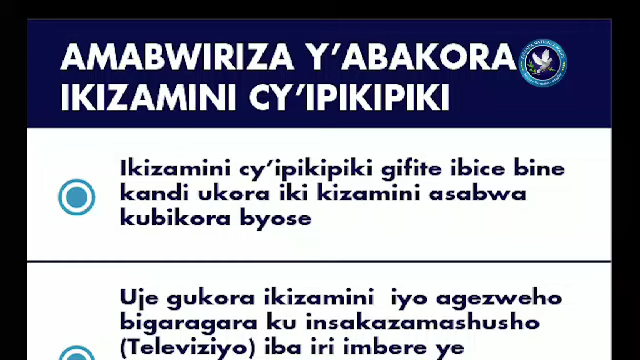 AMABWIRIZA Y'ABAKORA
IKIZAMINI CY'IPIKIPIKI
Ikizamini cy'ipikipiki gifite ibice bine
kandi ukora iki kizamini asabwa
kubikora byose
Uje gukora ikizamini iyo agezweho
bigaragara ku insakazamashusho
(Televiziyo) iba iri imbere ye